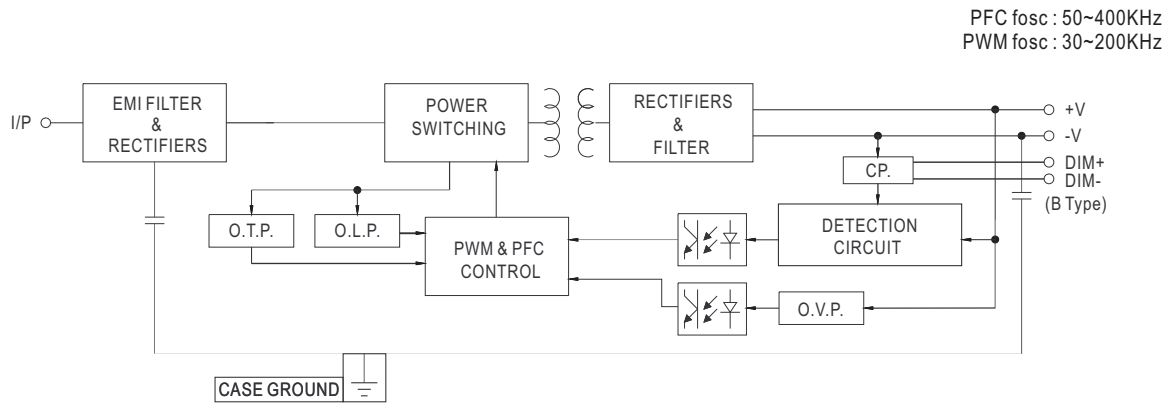 PFC fosc : 50~400KHz
PWM fosc : 30~200KHz
I/P
EMI FILTER
&
RECTIFIERS
POWER
SWITCHING
RECTIFIERS
&
FILTER
+V
-V
DIM+
DIM-
(B Type)
CP.
O.T.P.
O.L.P.
PWM & PFC
CONTROL
DETECTION
CIRCUIT
O.V.P.
CASE GROUND